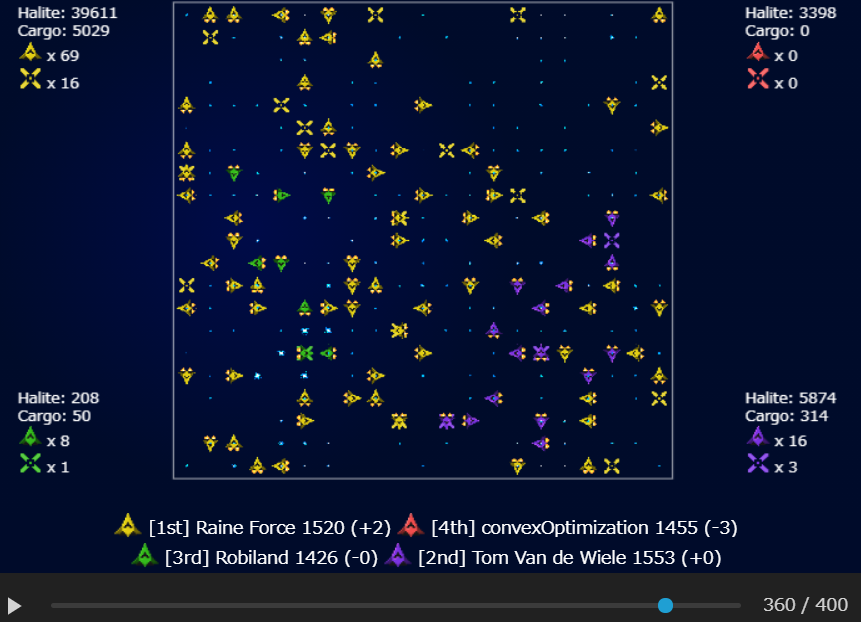 Halite: 39611
Cargo: 5029
x 69
x 16
Halite: 3398
Cargo: 0
x 0
x 0
Halite: 208
Cargo: 50
x 8
x 1
Halite: 5874
Cargo: 314
x 16
x 3
[1st] Raine Force 1520 (+2) [4th] convexOptimization 1455 (-3)
[3rd] Robiland 1426 (-0) [2nd] Tom Van de Wiele 1553 (+0)
360 / 400